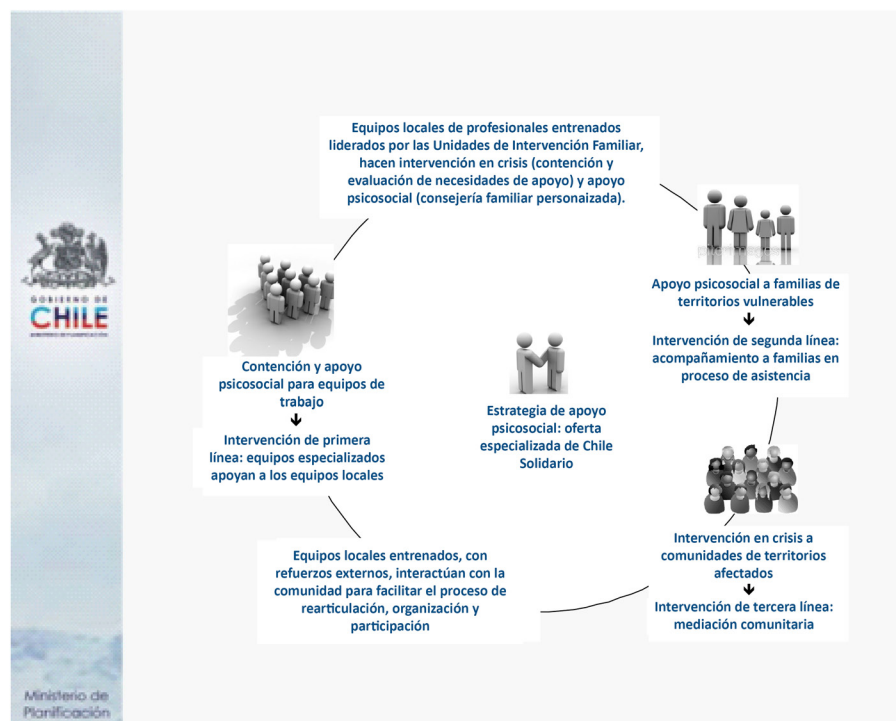 Equipos locales de profesionales entrenados
liderados por las Unidades de Intervención Familiar,
hacen intervención en crisis (contención y
evaluación de necesidades de apoyo) y apoyo
psicosocial (consejería familiar personaizada).
Apoyo psicosocial a familias de
territorios vulnerables
Intervención de segunda línea:
acompañamiento a familias en
proceso de asistencia
Intervención en crisis a
comunidades de territorios
afectados
Intervención de tercera línea:
mediación comunitaria
Equipos locales entrenados, con
refuerzos externos, interactúan con la
comunidad para facilitar el proceso de
rearticulación, organización y
participación
Contención y apoyo
psicosocial para equipos de
trabajo
Intervención de primera
línea: equipos especializados
apoyan a los equipos locales
Estrategia de apoyo
psicosocial: oferta
especializada de Chile
Solidario
GOBIERNO DE
CHILE
MINISTERIO DE PLANIFICACIÓN
Ministerio de
Planificación